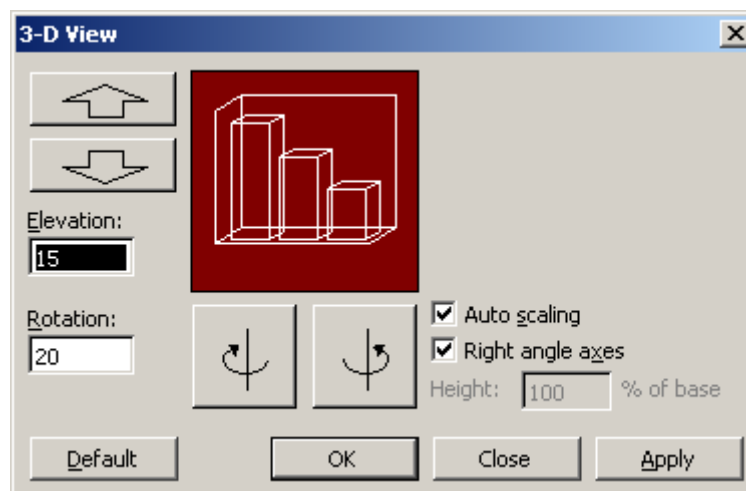 3-D View
Elevation:
15
Rotation:
20
Auto scaling
Right angle axes
Height: 100 % of base
Default OK Close Apply